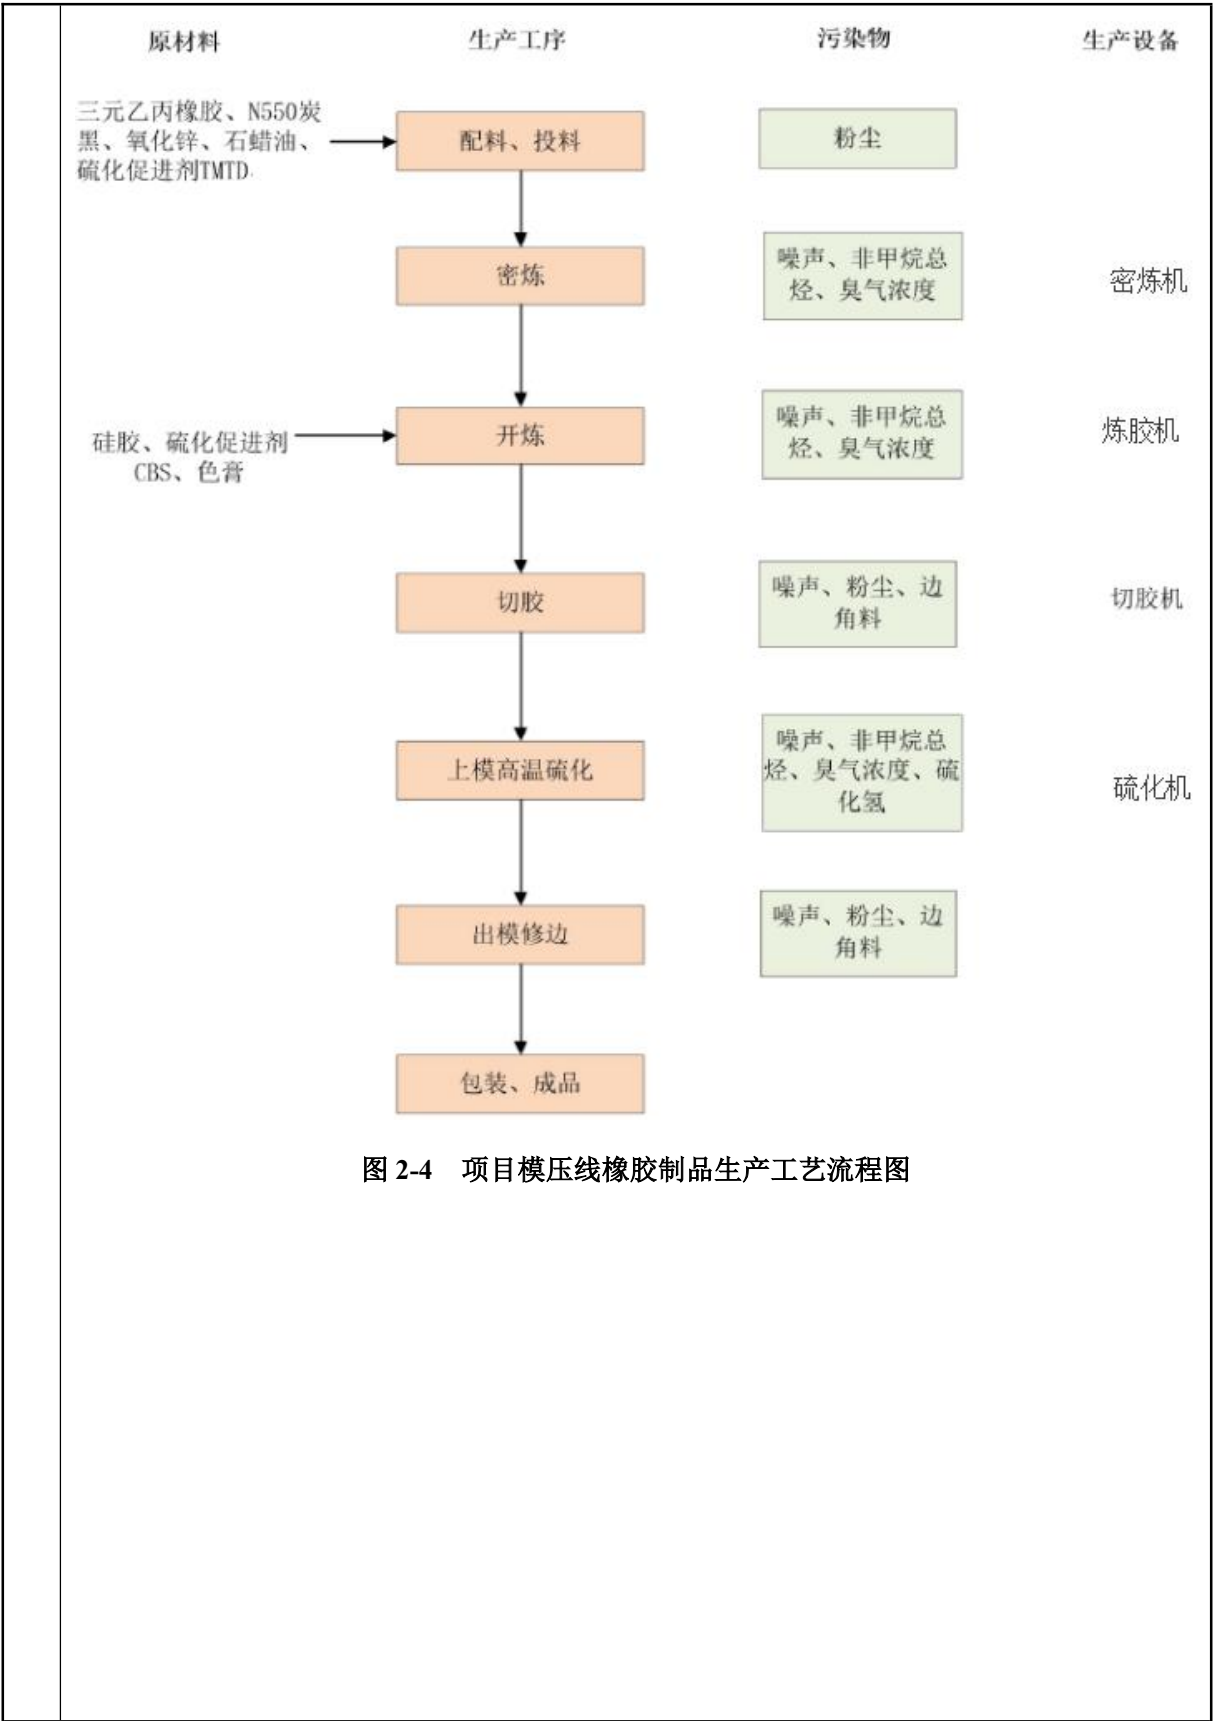 原材料 生产工序 污染物 生产设备
三元乙丙橡胶、N550炭
黑、氧化锌、石蜡油、
硫化促进剂TMTD
配料、投料
粉尘
密炼
噪声、非甲烷总
烃、臭气浓度
密炼机
硅胶、硫化促进剂
CBS、色膏
开炼
噪声、非甲烷总
烃、臭气浓度
炼胶机
切胶
噪声、粉尘、边
角料
切胶机
上模高温硫化
噪声、非甲烷总
烃、臭气浓度、硫
化氢
硫化机
出模修边
噪声、粉尘、边
角料
包装、成品
图 2-4 项目模压线橡胶制品生产工艺流程图